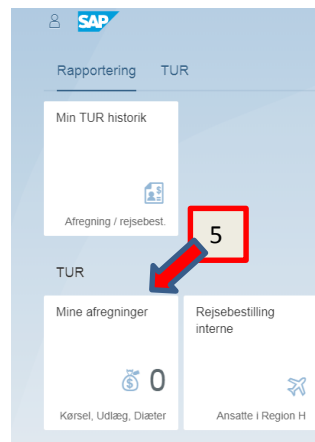 SAP
Rapportering TUR
Min TUR historik
Afregning / rejsebest.
5
TUR
Mine afregninger
0
Kørsel, Udlæg, Diæter
Rejsebestilling
interne
Ansatte i Region H